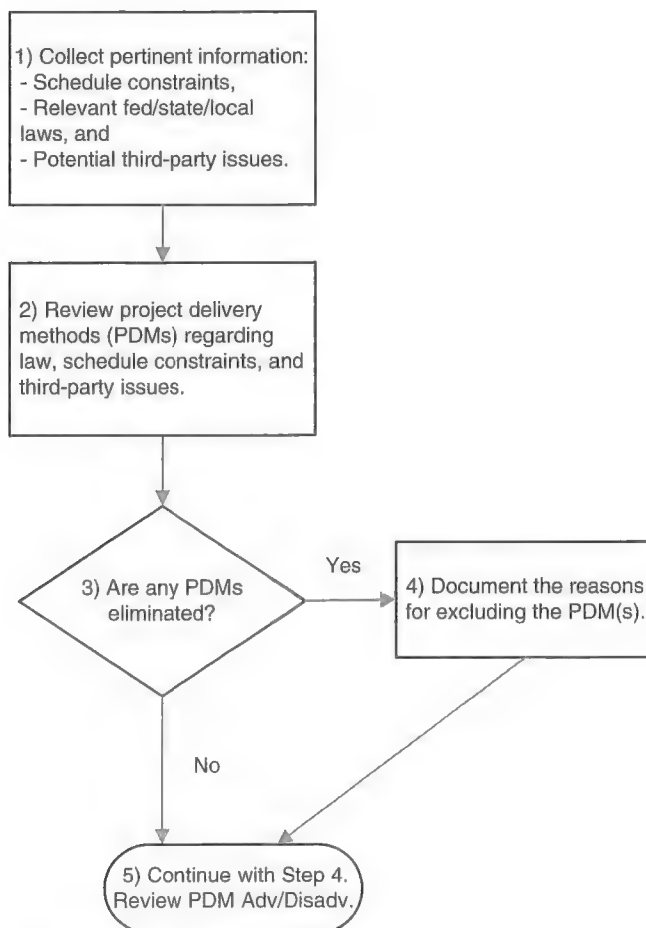 1) Collect pertinent information:
- Schedule constraints,
- Relevant fed/state/local
laws, and
- Potential third-party issues.
2) Review project delivery
methods (PDMs) regarding
law, schedule constraints, and
third-party issues.
3) Are any PDMs
eliminated?
Yes
4) Document the reasons
for excluding the PDM(s).
No
5) Continue with Step 4.
Review PDM Adv/Disadv.